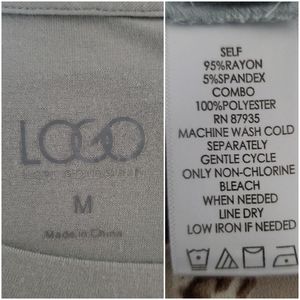 LOGO
M
Made in China
SELF
95%RAYON
5%SPANDEX
COMBO
100%POLYESTER
RN 87935
MACHINE WASH COLD
SEPARATELY
GENTLE CYCLE
ONLY NON-CHLORINE
BLEACH
WHEN NEEDED
LINE DRY
LOW IRON IF NEEDED